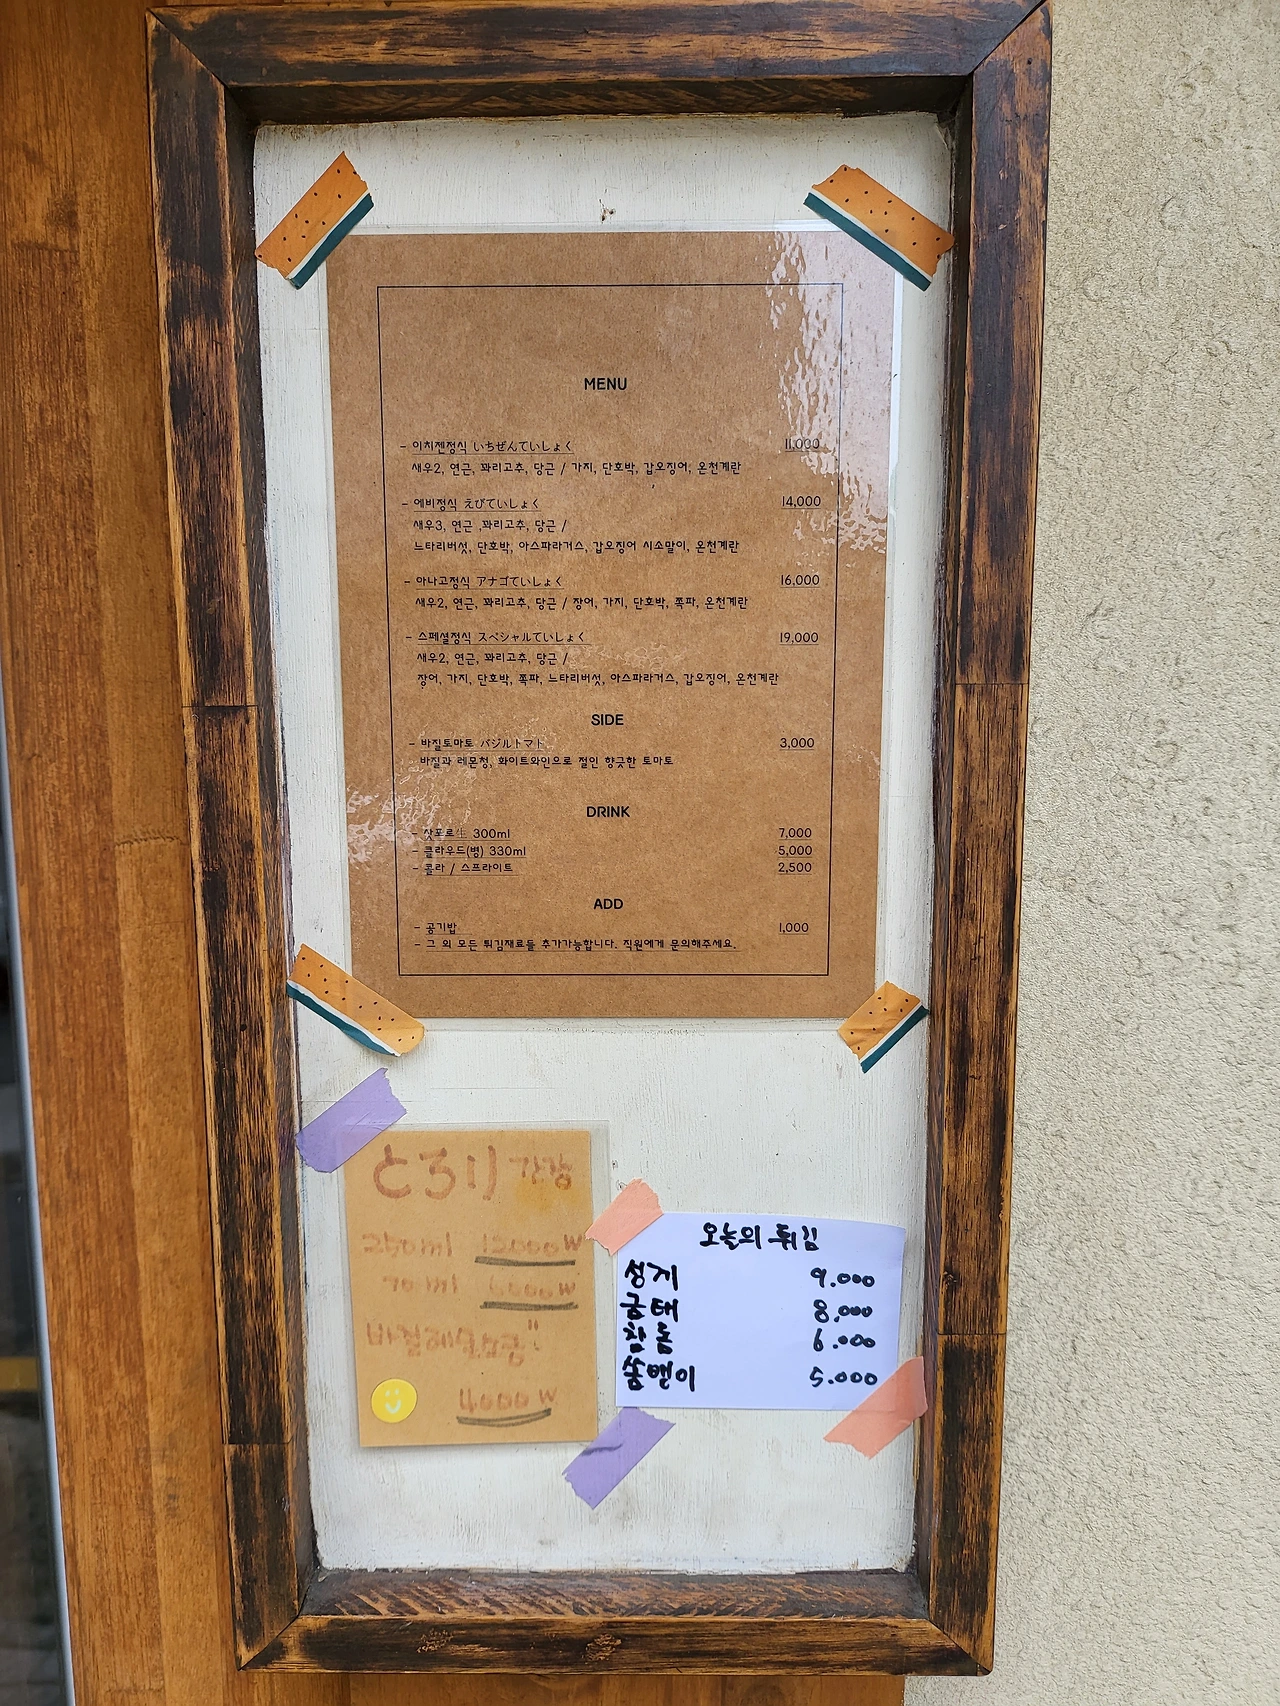 MENU
- 이치젠정식 いちぜんていしょく 11,000
새우2, 연근, 꽈리고추, 당근 / 가지, 단호박, 갑오징어, 온천계란
- 에비정식 えびていしょく 14,000
새우3, 연근 ,꽈리고추, 당근 /
느타리버섯, 단호박, 아스파라거스, 갑오징어 시소말이, 온천계란
- 아나고정식 アナゴていしょく 16,000
새우2, 연근, 꽈리고추, 당근 / 장어, 가지, 단호박, 쪽파, 온천계란
- 스페셜정식 スペシャルていしょく 19,000
새우2, 연근, 꽈리고추, 당근 /
장어, 가지, 단호박, 쪽파, 느타리버섯, 아스파라거스, 갑오징어, 온천계란
SIDE
- 바질토마토 バジルトマト 3,000
바질과 레몬청, 화이트와인으로 절인 향긋한 토마토
DRINK
- 삿포로生 300ml 7,000
- 클라우드(병) 330ml 5,000
- 콜라 / 스프라이트 2,500
ADD
- 공기밥 1,000
- 그 외 모든 튀김재료들 추가가능합니다. 직원에게 문의해주세요.
とろり
250ml 12000W
70ml 6000W
4000W
오늘의 튀김
성게 9.000
금태 8,000
참돔 6.000
쏨뱅이 5.000